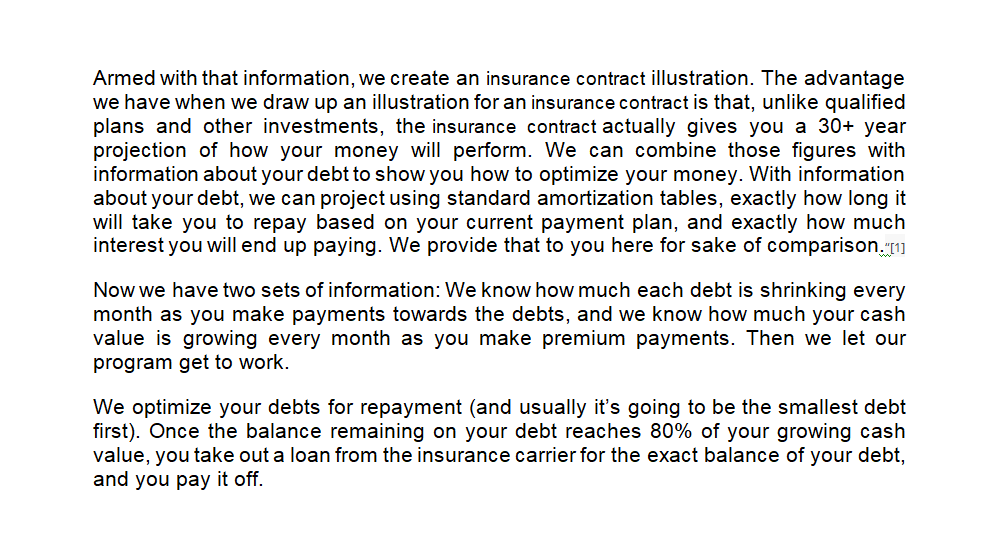 Armed with that information, we create an insurance contract illustration. The advantage
we have when we draw up an illustration for an insurance contract is that, unlike qualified
plans and other investments, the insurance contract actually gives you a 30+ year
projection of how your money will perform. We can combine those figures with
information about your debt to show you how to optimize your money. With information
about your debt, we can project using standard amortization tables, exactly how long it
will take you to repay based on your current payment plan, and exactly how much
interest you will end up paying. We provide that to you here for sake of comparison."[1]
Now we have two sets of information: We know how much each debt is shrinking every
month as you make payments towards the debts, and we know how much your cash
value is growing every month as you make premium payments. Then we let our
program get to work.
We optimize your debts for repayment (and usually it's going to be the smallest debt
first). Once the balance remaining on your debt reaches 80% of your growing cash
value, you take out a loan from the insurance carrier for the exact balance of your debt,
and you pay it off.